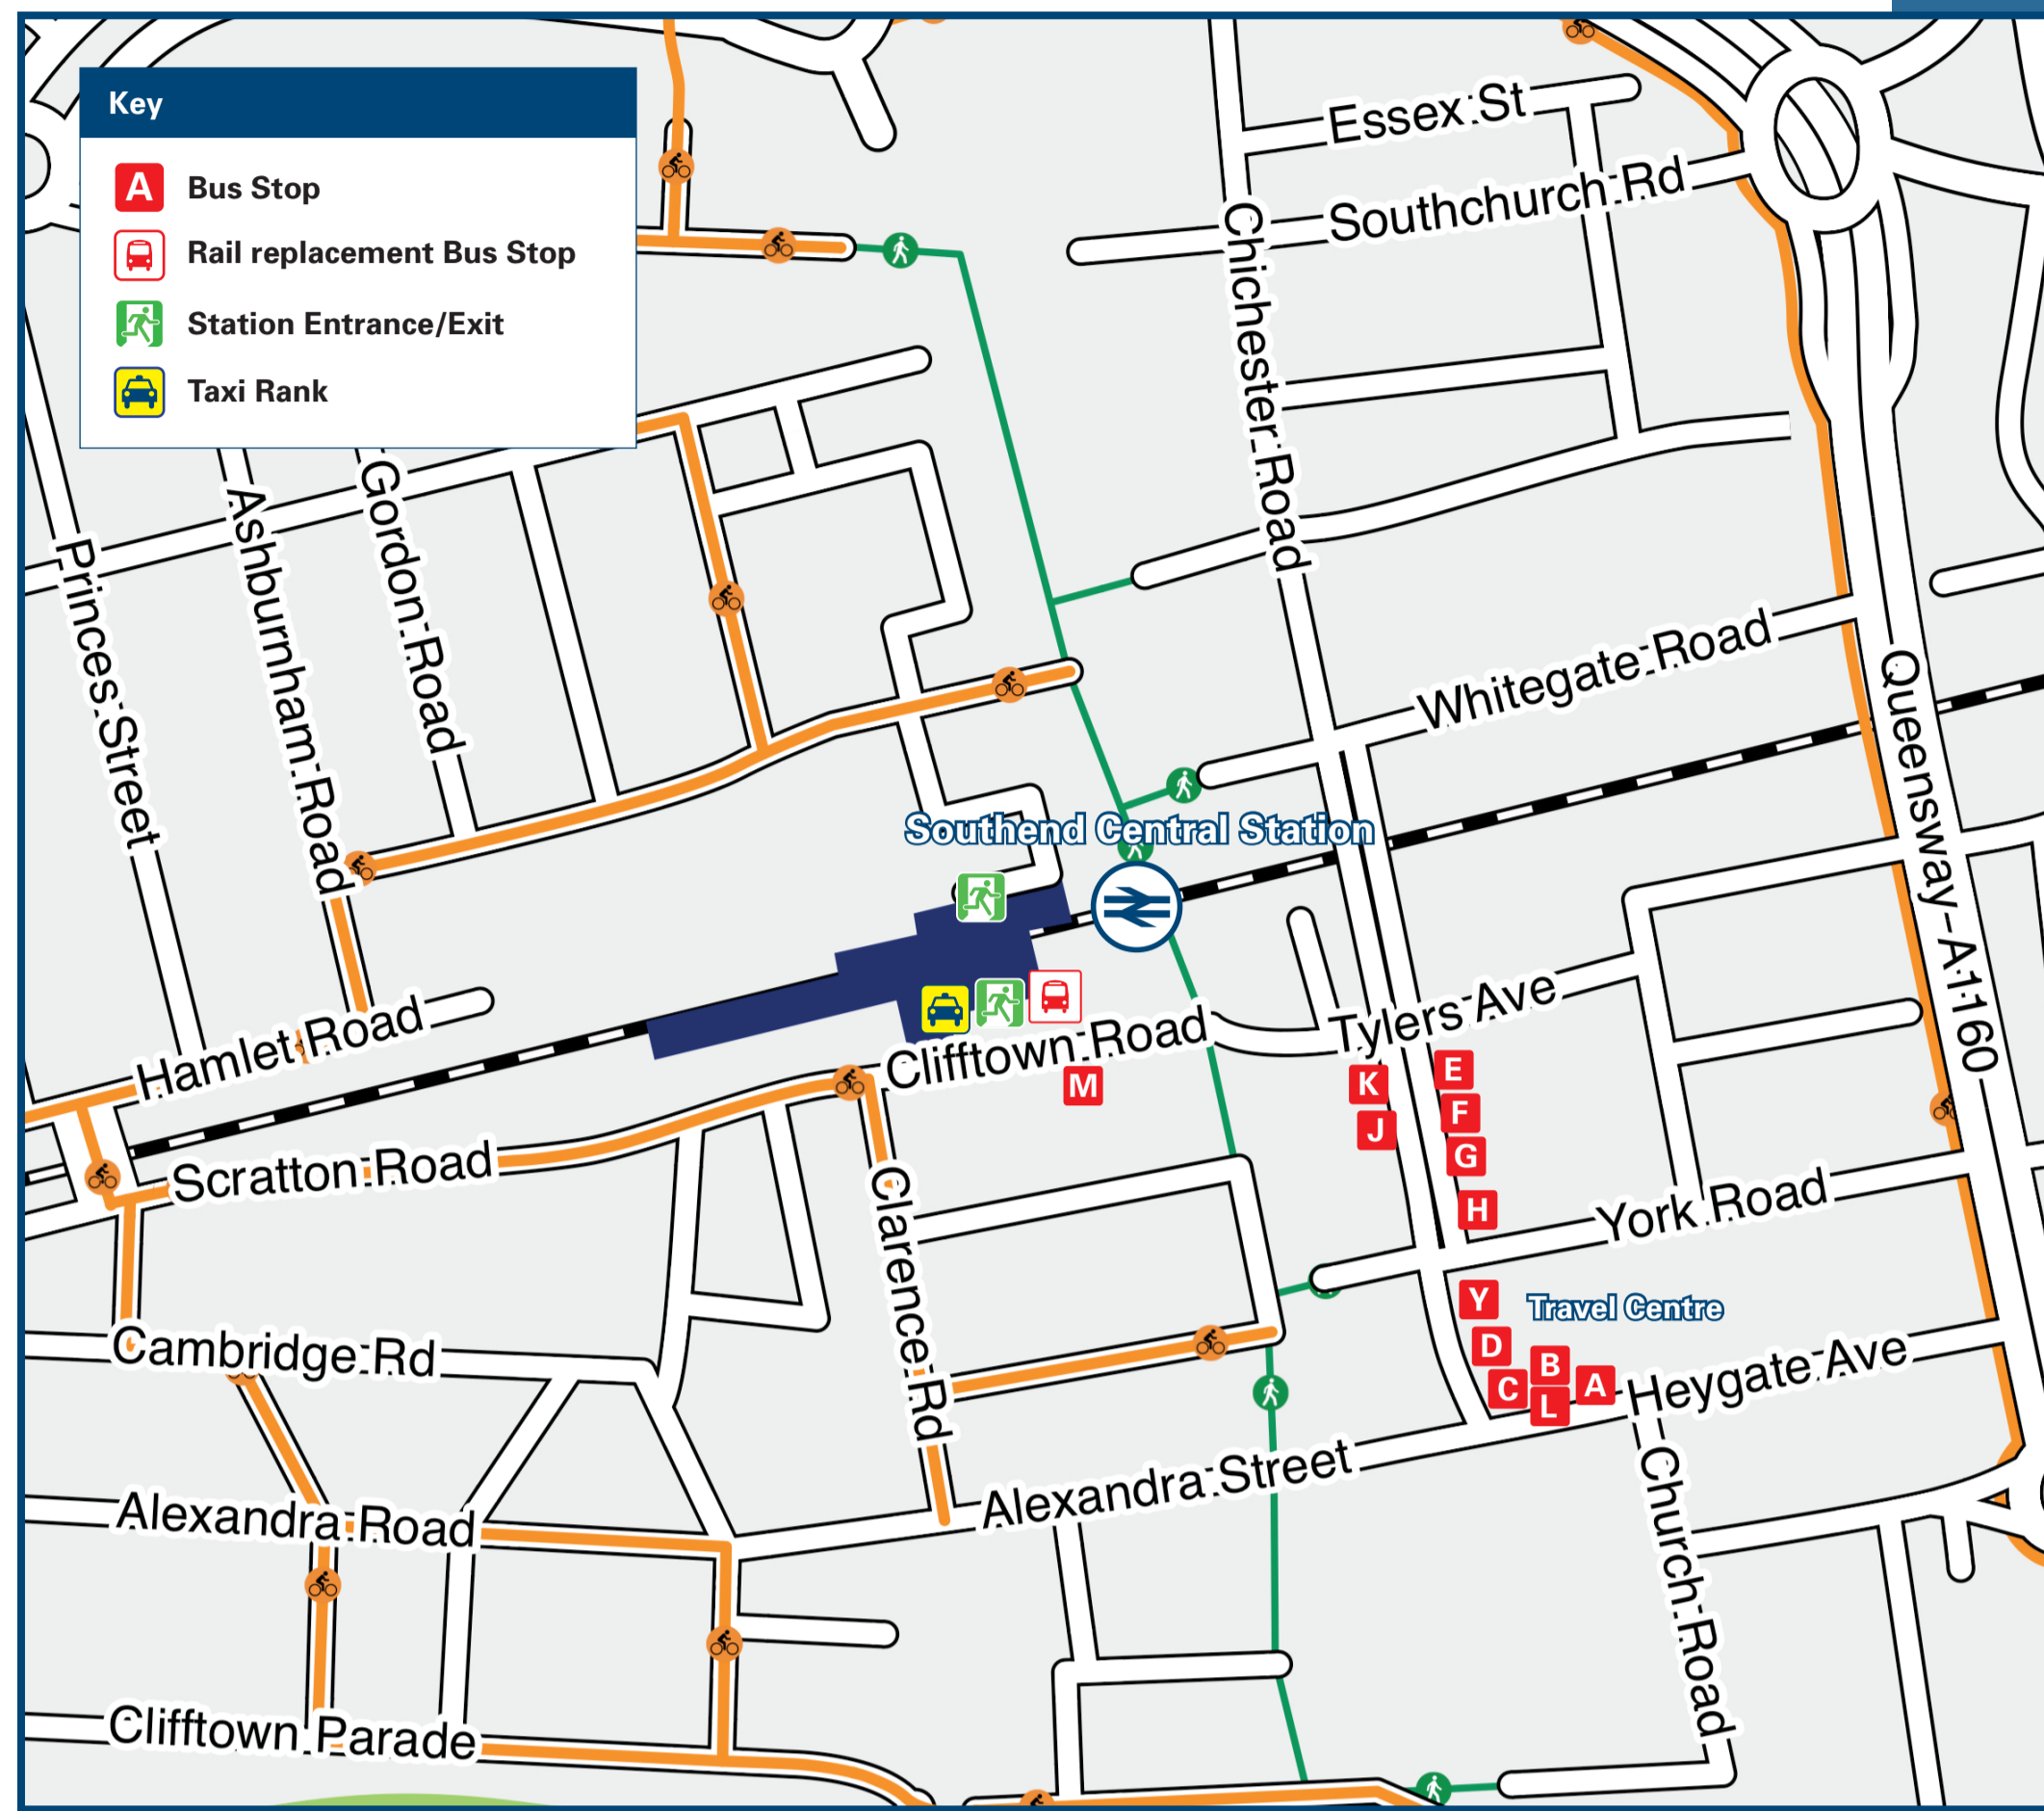 Key
A Bus Stop
Rail replacement Bus Stop
Station Entrance/Exit
Taxi Rank
Essex St
Southchurch Rd
Chichester Road
Princes Street
Ashburnham Road
Gordon Road
Whitegate Road
Queensway A1160
Southend Central Station
Hamlet Road
Clifftown Road
Tylers Ave
M
K
J
E
F
G
H
Scratton Road
Clarence Rd
York Road
Y
Travel Centre
D
B
C
A
L
Heygate Ave
Cambridge Rd
Alexandra Street
Alexandra Road
Church Road
Clifftown Parade